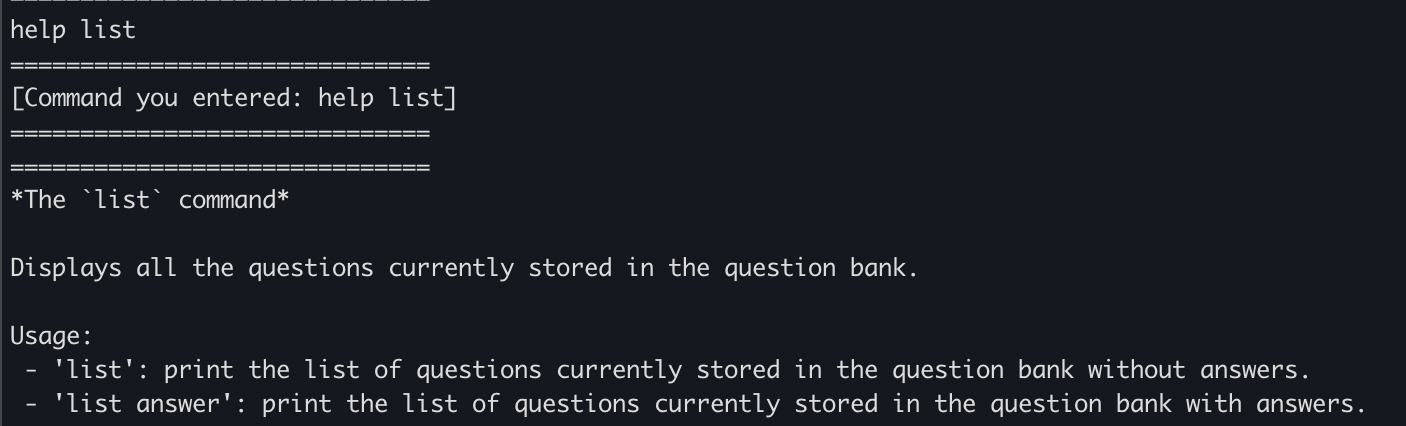 ==============================
help list
==============================
[Command you entered: help list]
==============================
==============================
*The `list` command*
Displays all the questions currently stored in the question bank.
Usage:
- 'list': print the list of questions currently stored in the question bank without answers.
- 'list answer': print the list of questions currently stored in the question bank with answers.